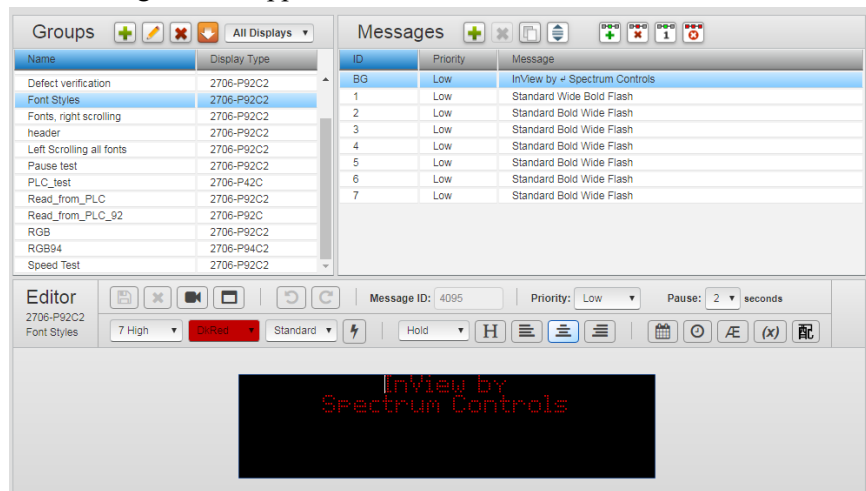 Groups All Displays
Name Display Type
Defect verification 2706-P92C2
Font Styles 2706-P92C2
Fonts, right scrolling 2706-P92C2
header 2706-P92C2
Left Scrolling all fonts 2706-P92C2
Pause test 2706-P92C2
PLC_test 2706-P42C
Read_from_PLC 2706-P92C2
Read_from_PLC_92 2706-P92C
RGB 2706-P92C2
RGB94 2706-P94C2
Speed Test 2706-P92C2
Messages 1
ID Priority Message
BG Low InView by ↵ Spectrum Controls
1 Low Standard Wide Bold Flash
2 Low Standard Bold Wide Flash
3 Low Standard Bold Wide Flash
4 Low Standard Bold Wide Flash
5 Low Standard Bold Wide Flash
6 Low Standard Bold Wide Flash
7 Low Standard Bold Wide Flash
Editor Message ID: 4095 Priority: Low Pause: 2 seconds
2706-P92C2
Font Styles 7 High DkRed Standard Hold H Æ (x) 配
InView by
Spectrum Controls